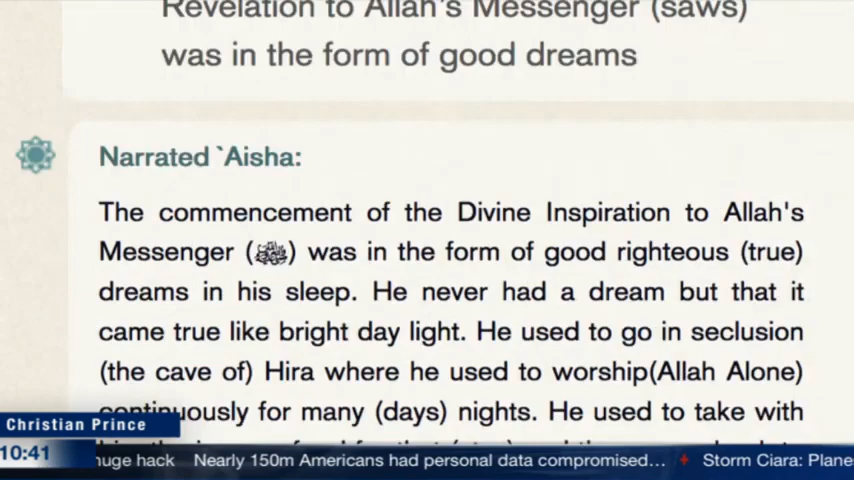 Revelation to Allah's Messenger (saws)
was in the form of good dreams
Narrated `Aisha:
The commencement of the Divine Inspiration to Allah's
Messenger (ﷺ) was in the form of good righteous (true)
dreams in his sleep. He never had a dream but that it
came true like bright day light. He used to go in seclusion
(the cave of) Hira where he used to worship(Allah Alone)
continuously for many (days) nights. He used to take with
Christian Prince
10:41 huge hack Nearly 150m Americans had personal data compromised... Storm Ciara: Plane